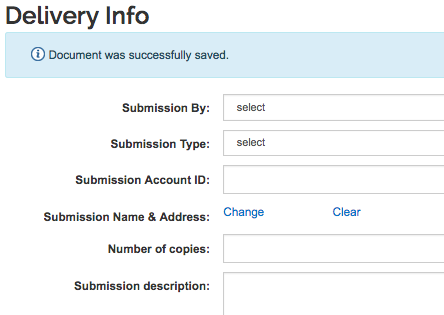 Delivery Info
Document was successfully saved.
Submission By: select
Submission Type: select
Submission Account ID:
Submission Name & Address: Change Clear
Number of copies:
Submission description: